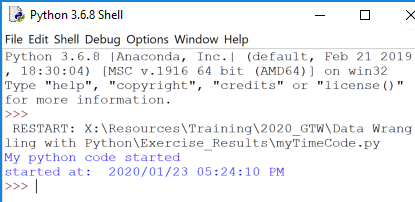 Python 3.6.8 Shell
File Edit Shell Debug Options Window Help
Python 3.6.8 |Anaconda, Inc.| (default, Feb 21 2019
, 18:30:04) [MSC v.1916 64 bit (AMD64)] on win32
Type "help", "copyright", "credits" or "license()"
for more information.
>>>
 RESTART: X:\Resources\Training\2020_GTW\Data Wran
gling with Python\Exercise_Results\myTimeCode.py
My python code started
started at:  2020/01/23 05:24:10 PM
>>>